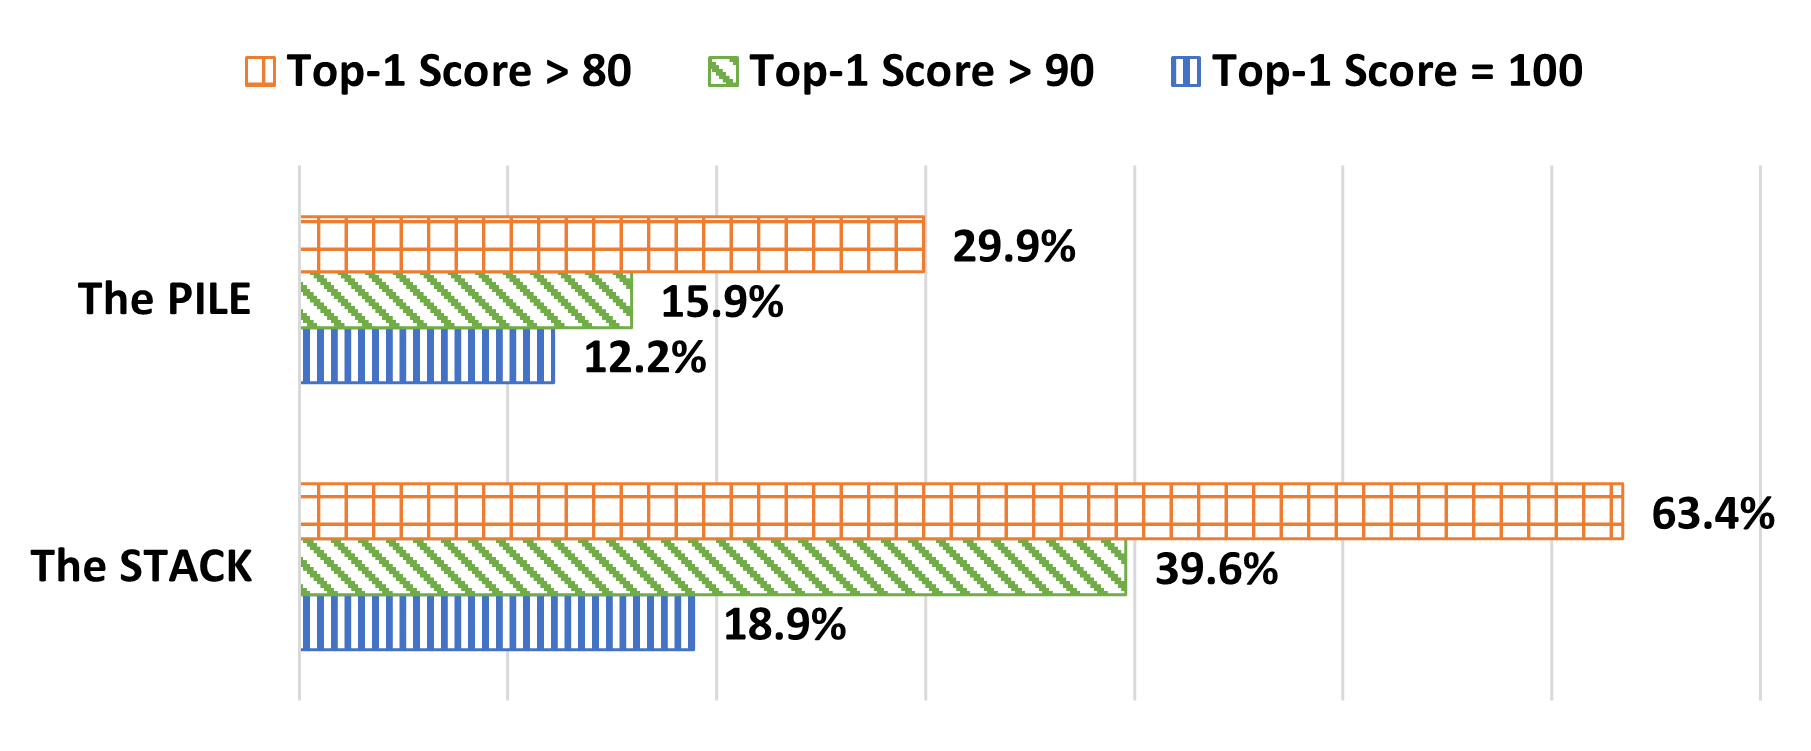 Top-1 Score > 80 Top-1 Score > 90 Top-1 Score = 100
29.9%
The PILE
15.9%
12.2%
63.4%
The STACK
39.6%
18.9%